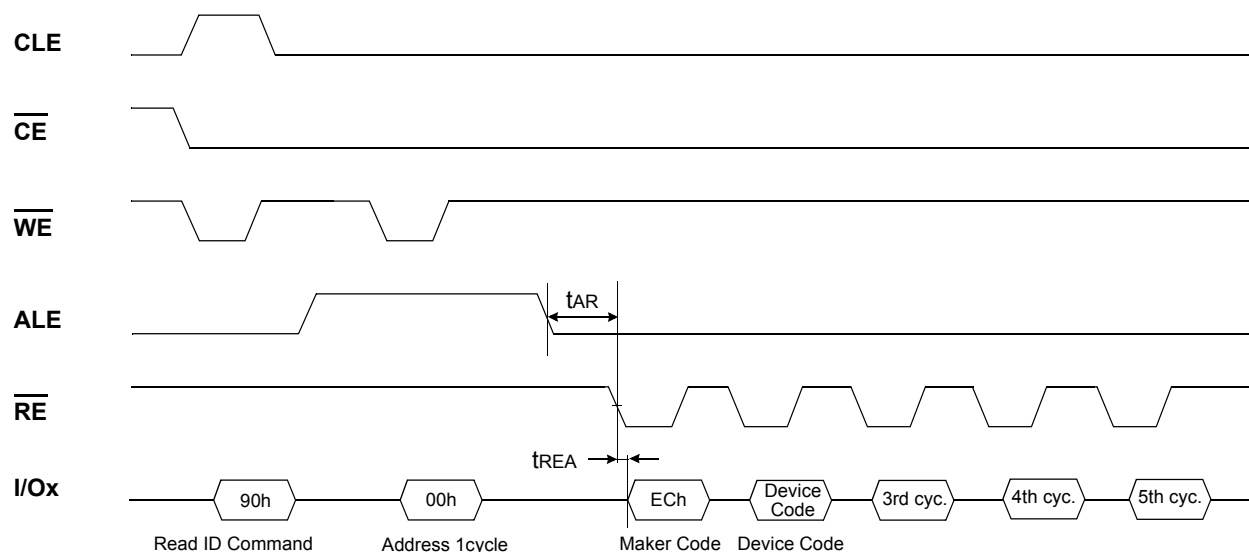 CLE
CE
WE
ALE
tAR
RE
tREA
I/Ox
90h
00h
ECh
Device
Code
3rd cyc.
4th cyc.
5th cyc.
Read ID Command
Address 1cycle
Maker Code
Device Code